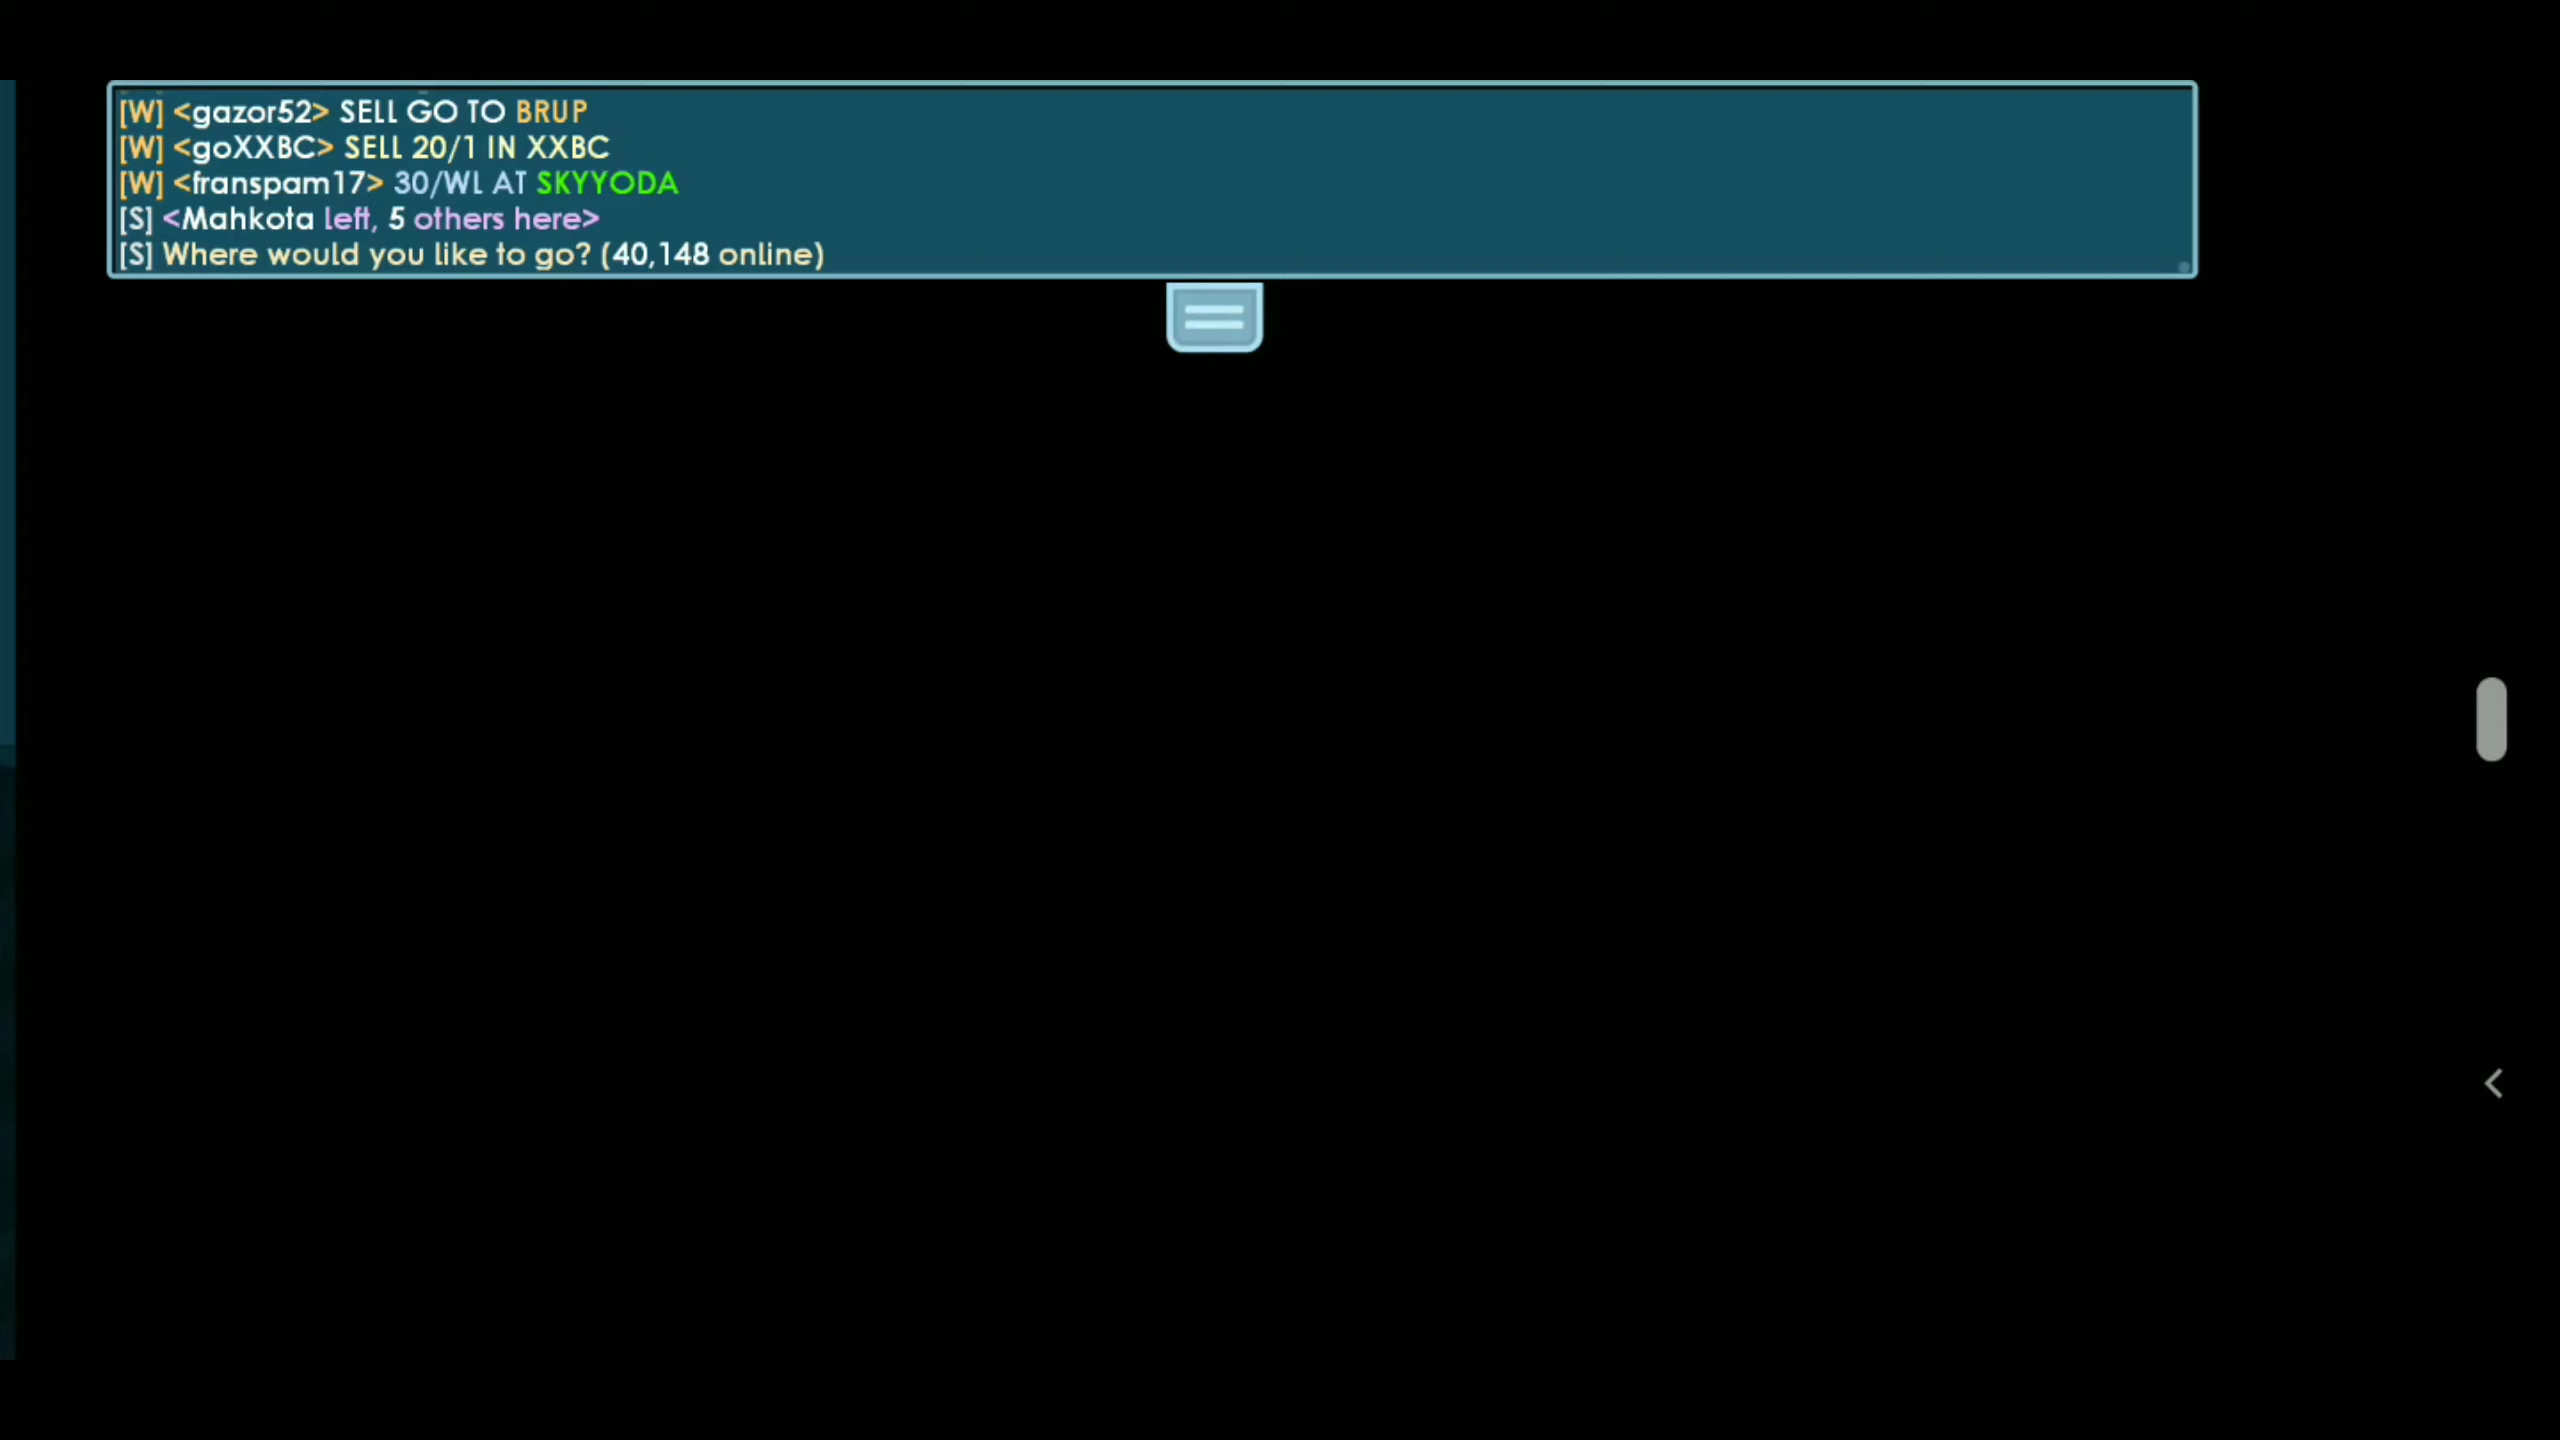 [W] <gazor52> SELL GO TO BRUP
[W] <goXXBC> SELL 20/1 IN XXBC
[W] <franspam17> 30/WL AT SKYYODA
[S] <Mahkota left, 5 others here>
[S] Where would you like to go? (40,148 online)